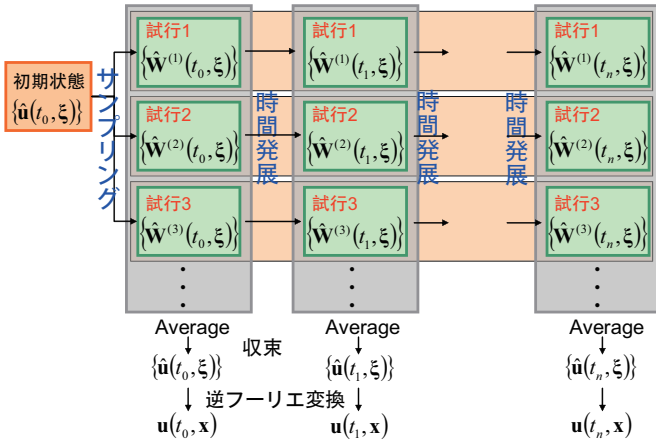 初期状態
{û(t₀,ξ)}
サンプリング
試行1
{Ŵ⁽¹⁾(t₀,ξ)}
試行1
{Ŵ⁽¹⁾(t₁,ξ)}
試行1
{Ŵ⁽¹⁾(tₙ,ξ)}
時間発展
時間発展
時間発展
試行2
{Ŵ⁽²⁾(t₀,ξ)}
試行2
{Ŵ⁽²⁾(t₁,ξ)}
試行2
{Ŵ⁽²⁾(tₙ,ξ)}
試行3
{Ŵ⁽³⁾(t₀,ξ)}
試行3
{Ŵ⁽³⁾(t₁,ξ)}
試行3
{Ŵ⁽³⁾(tₙ,ξ)}
Average
Average
Average
収束
{û(t₀,ξ)}
{û(t₁,ξ)}
{û(tₙ,ξ)}
逆フーリエ変換
u(t₀,x)
u(t₁,x)
u(tₙ,x)